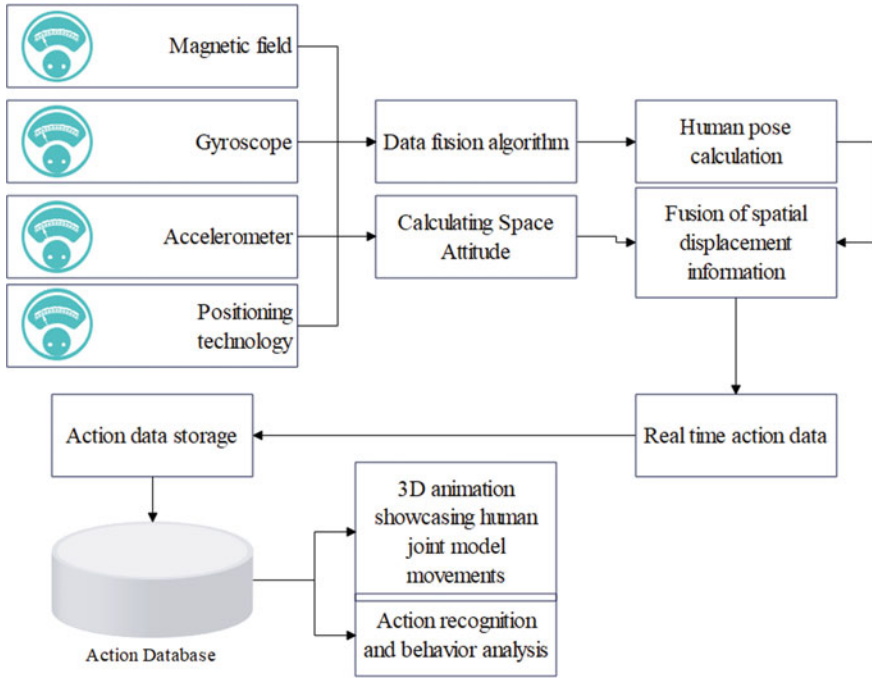 Magnetic field
Gyroscope
Accelerometer
Positioning
technology
Data fusion algorithm
Calculating Space
Attitude
Human pose
calculation
Fusion of spatial
displacement
information
Real time action data
Action data storage
Action Database
3D animation
showcasing human
joint model
movements
Action recognition
and behavior analysis